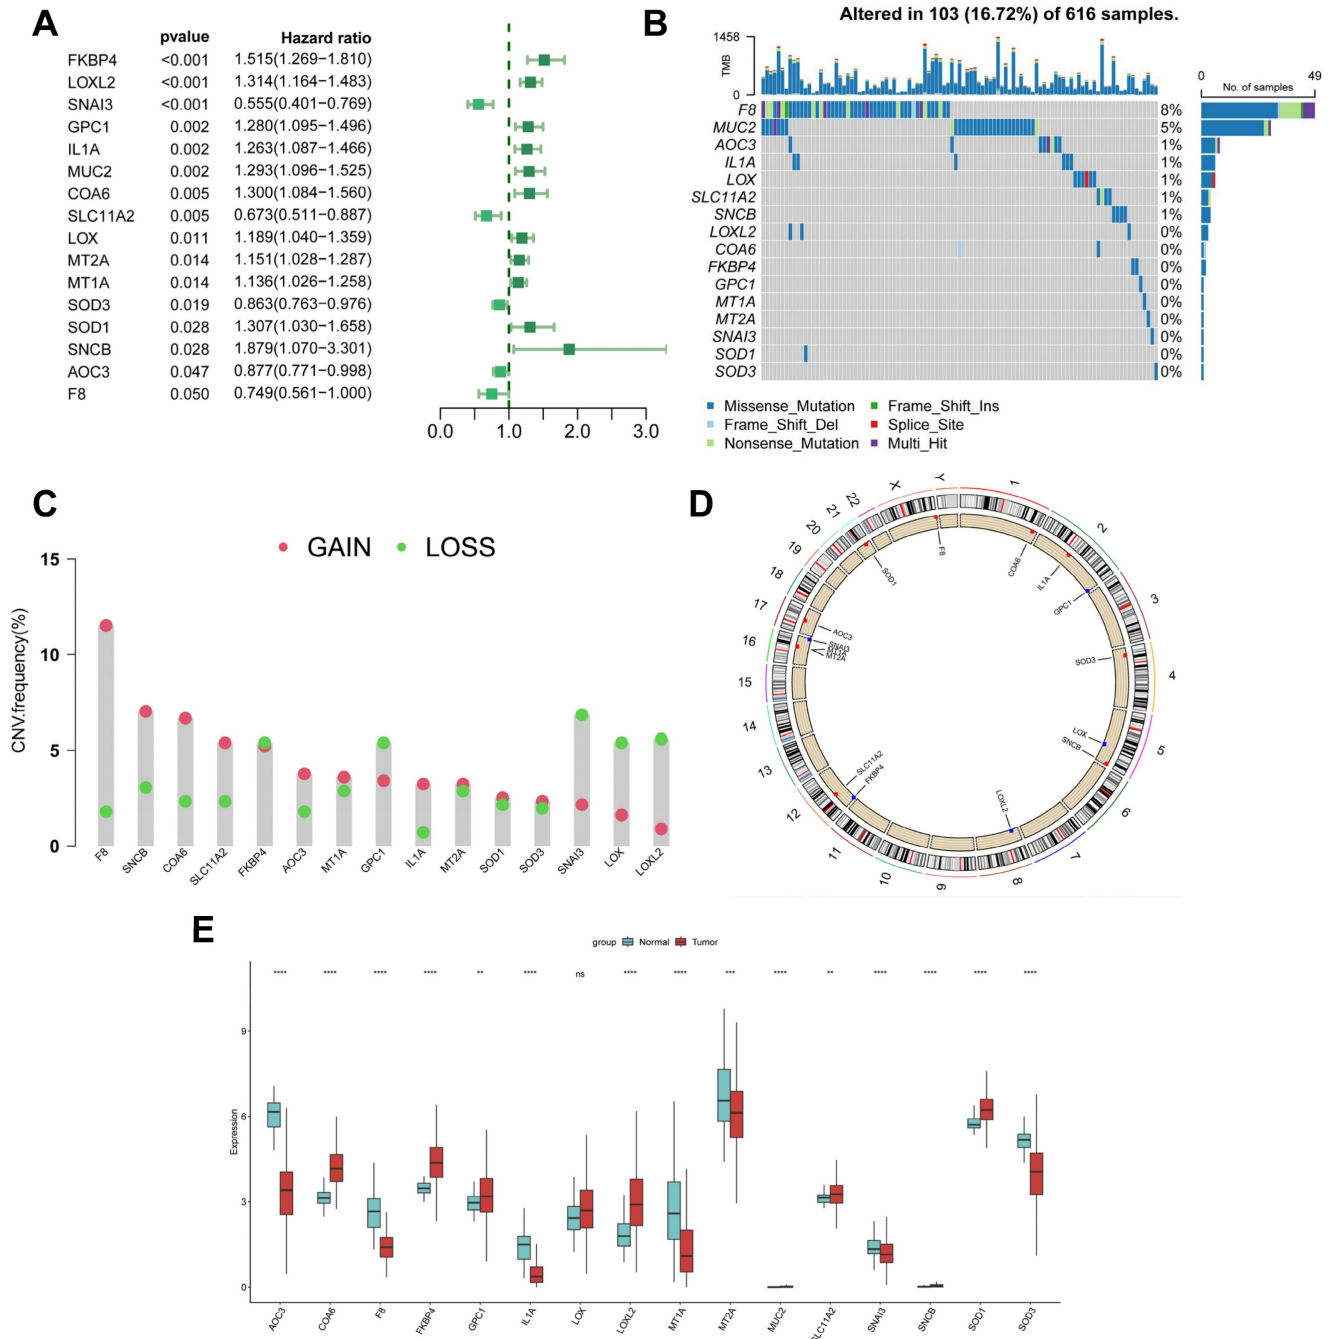 A
pvalue Hazard ratio
FKBP4 <0.001 1.515(1.269−1.810)
LOXL2 <0.001 1.314(1.164−1.483)
SNAI3 <0.001 0.555(0.401−0.769)
GPC1 0.002 1.280(1.095−1.496)
IL1A 0.002 1.263(1.087−1.466)
MUC2 0.002 1.293(1.096−1.525)
COA6 0.005 1.300(1.084−1.560)
SLC11A2 0.005 0.673(0.511−0.887)
LOX 0.011 1.189(1.040−1.359)
MT2A 0.014 1.151(1.028−1.287)
MT1A 0.014 1.136(1.026−1.258)
SOD3 0.019 0.863(0.763−0.976)
SOD1 0.028 1.307(1.030−1.658)
SNCB 0.028 1.879(1.070−3.301)
AOC3 0.047 0.877(0.771−0.998)
F8 0.050 0.749(0.561−1.000)
0.0 1.0 2.0 3.0
B
Altered in 103 (16.72%) of 616 samples.
1458
TMB
0
0 49
No. of samples
F8 8%
MUC2 5%
AOC3 1%
IL1A 1%
LOX 1%
SLC11A2 1%
SNCB 1%
LOXL2 0%
COA6 0%
FKBP4 0%
GPC1 0%
MT1A 0%
MT2A 0%
SNAI3 0%
SOD1 0%
SOD3 0%
Missense_Mutation Frame_Shift_Ins
Frame_Shift_Del Splice_Site
Nonsense_Mutation Multi_Hit
C
GAIN LOSS
CNV.frequency(%)
15
10
5
0
F8 SNCB COA6 SLC11A2 FKBP4 AOC3 MT1A GPC1 IL1A MT2A SOD1 SOD3 SNAI3 LOX LOXL2
D
1
2
3
4
5
6
7
8
9
10
11
12
13
14
15
16
17
18
19
20
21
22
X
Y
F8
COA6
IL1A
GPC1
SOD3
LOX
SNCB
LOXL2
FKBP4
SLC11A2
MT2A
MT1A
SNAI3
AOC3
SOD1
E
group Normal Tumor
**** **** **** **** ** **** ns **** **** *** **** ** **** **** **** ****
Expression
9
6
3
0
AOC3 COA6 F8 FKBP4 GPC1 IL1A LOX LOXL2 MT1A MT2A MUC2 SLC11A2 SNAI3 SNCB SOD1 SOD3